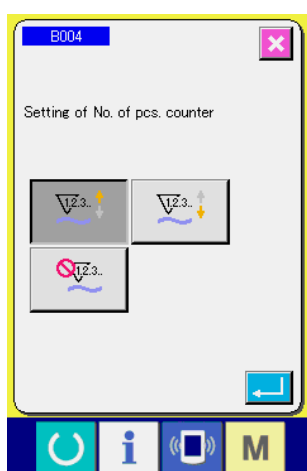 B004
Setting of No. of pcs. counter
1.2.3..
1.2.3..
1.2.3..
i
M